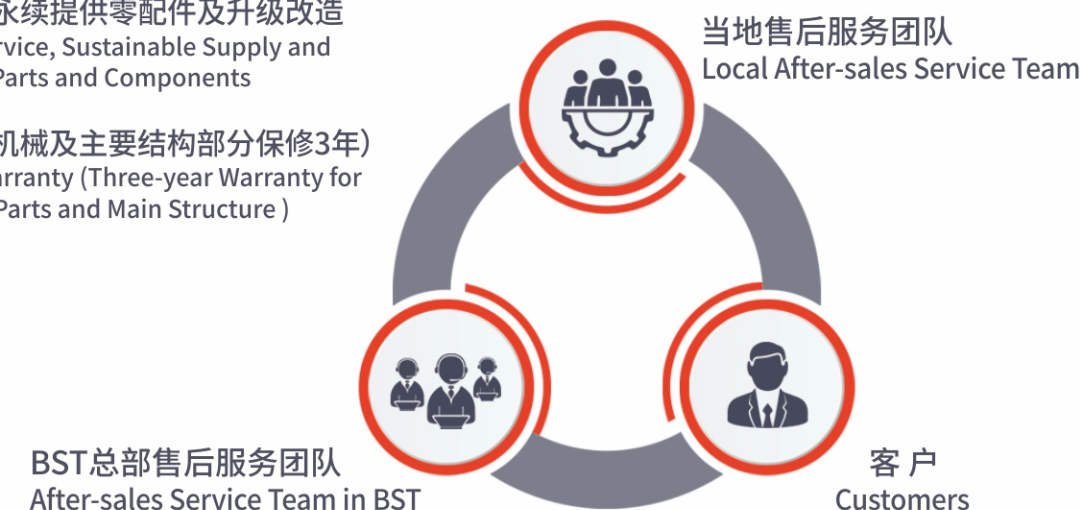 永续提供零配件及升级改造
rvice, Sustainable Supply and
Parts and Components
机械及主要结构部分保修3年）
arranty (Three-year Warranty for
Parts and Main Structure )
当地售后服务团队
Local After-sales Service Team
BST总部售后服务团队
After-sales Service Team in BST
客 户
Customers